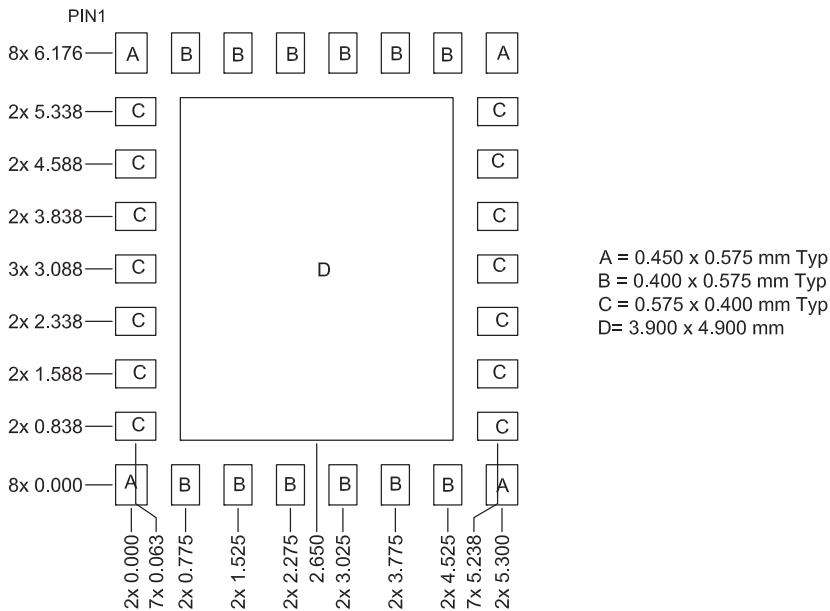 PIN1
8x 6.176 A B B B B B B A
2x 5.338 C C
2x 4.588 C C
2x 3.838 C C
3x 3.088 C D C
2x 2.338 C C
2x 1.588 C C
2x 0.838 C C
8x 0.000 A B B B B B B A
2x 0.000
7x 0.063
2x 0.775
2x 1.525
2x 2.275
2.650
2x 3.025
2x 3.775
2x 4.525
7x 5.238
2x 5.300
A = 0.450 x 0.575 mm Typ
B = 0.400 x 0.575 mm Typ
C = 0.575 x 0.400 mm Typ
D= 3.900 x 4.900 mm